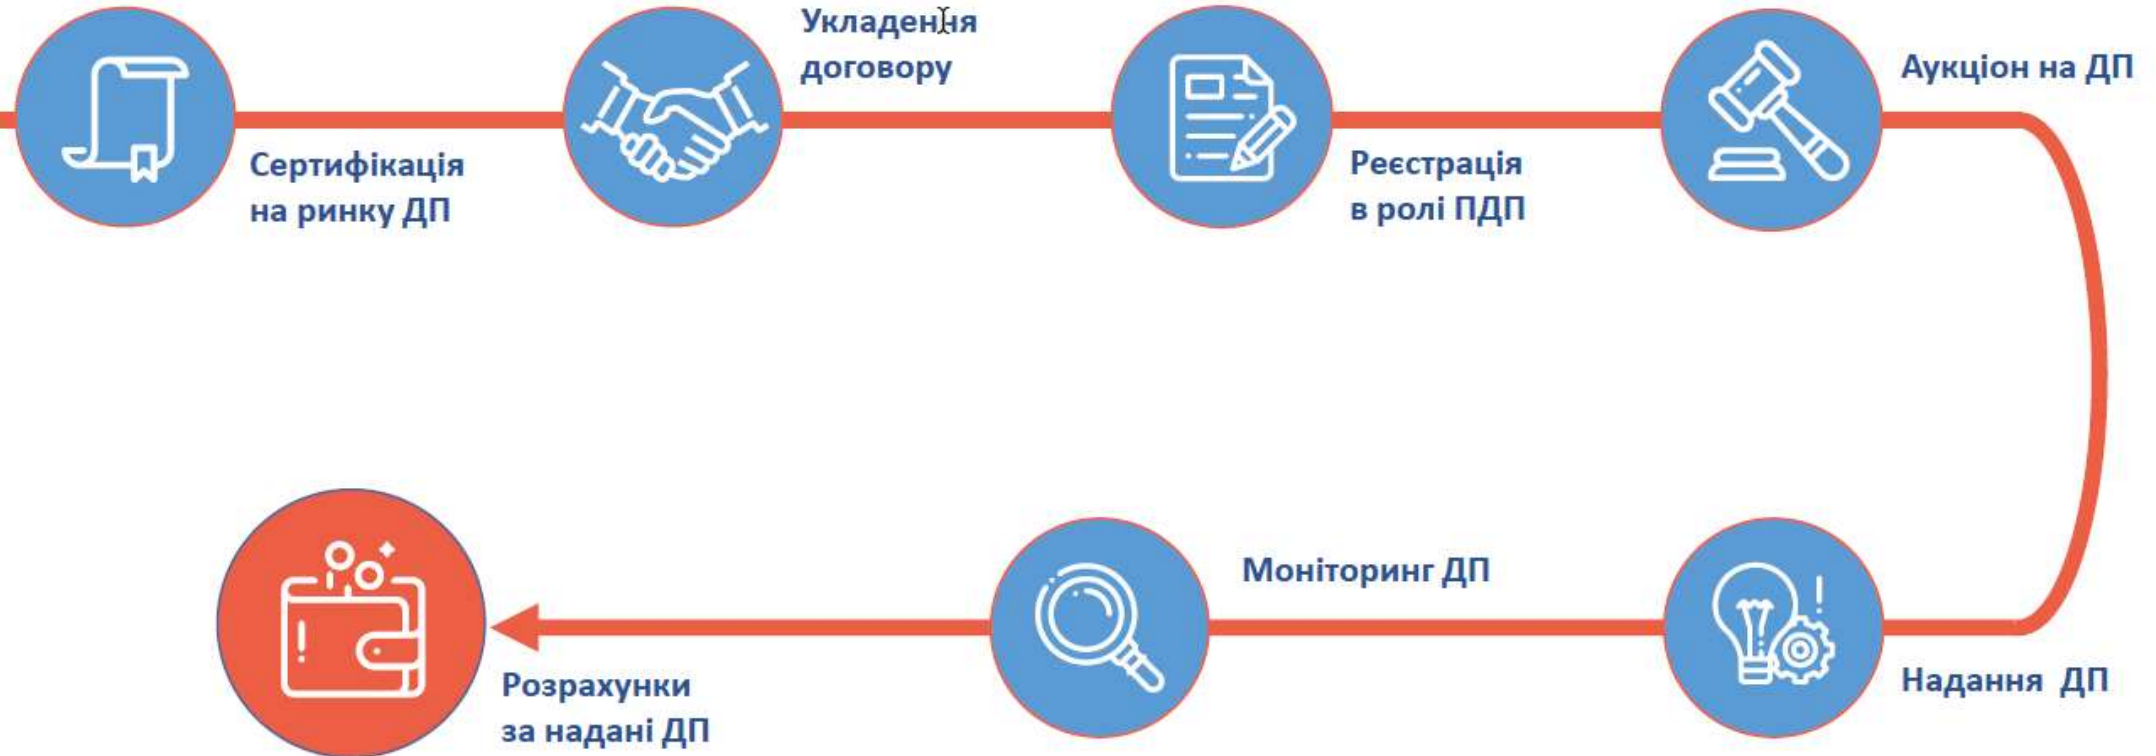 Сертифікація
на ринку ДП
Укладення
договору
Реєстрація
в ролі ПДП
Аукціон на ДП
Надання ДП
Моніторинг ДП
Розрахунки
за надані ДП